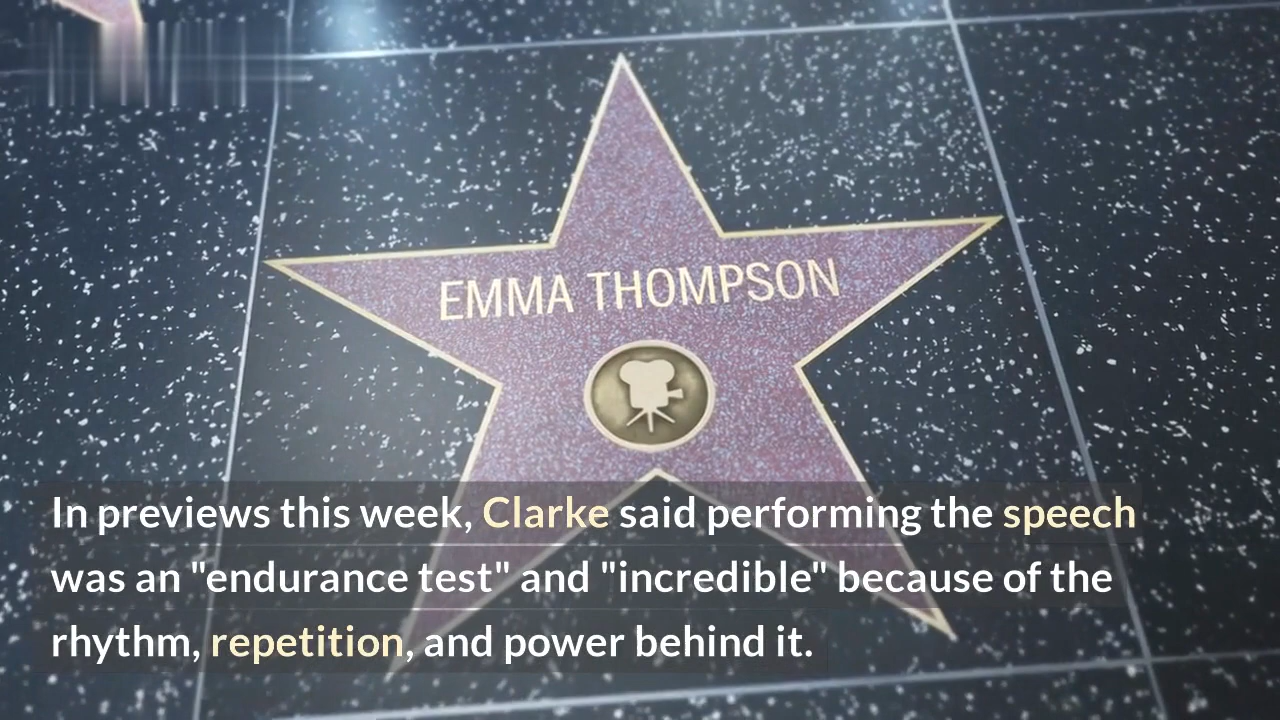 EMMA THOMPSON
In previews this week, Clarke said performing the speech
was an "endurance test" and "incredible" because of the
rhythm, repetition, and power behind it.